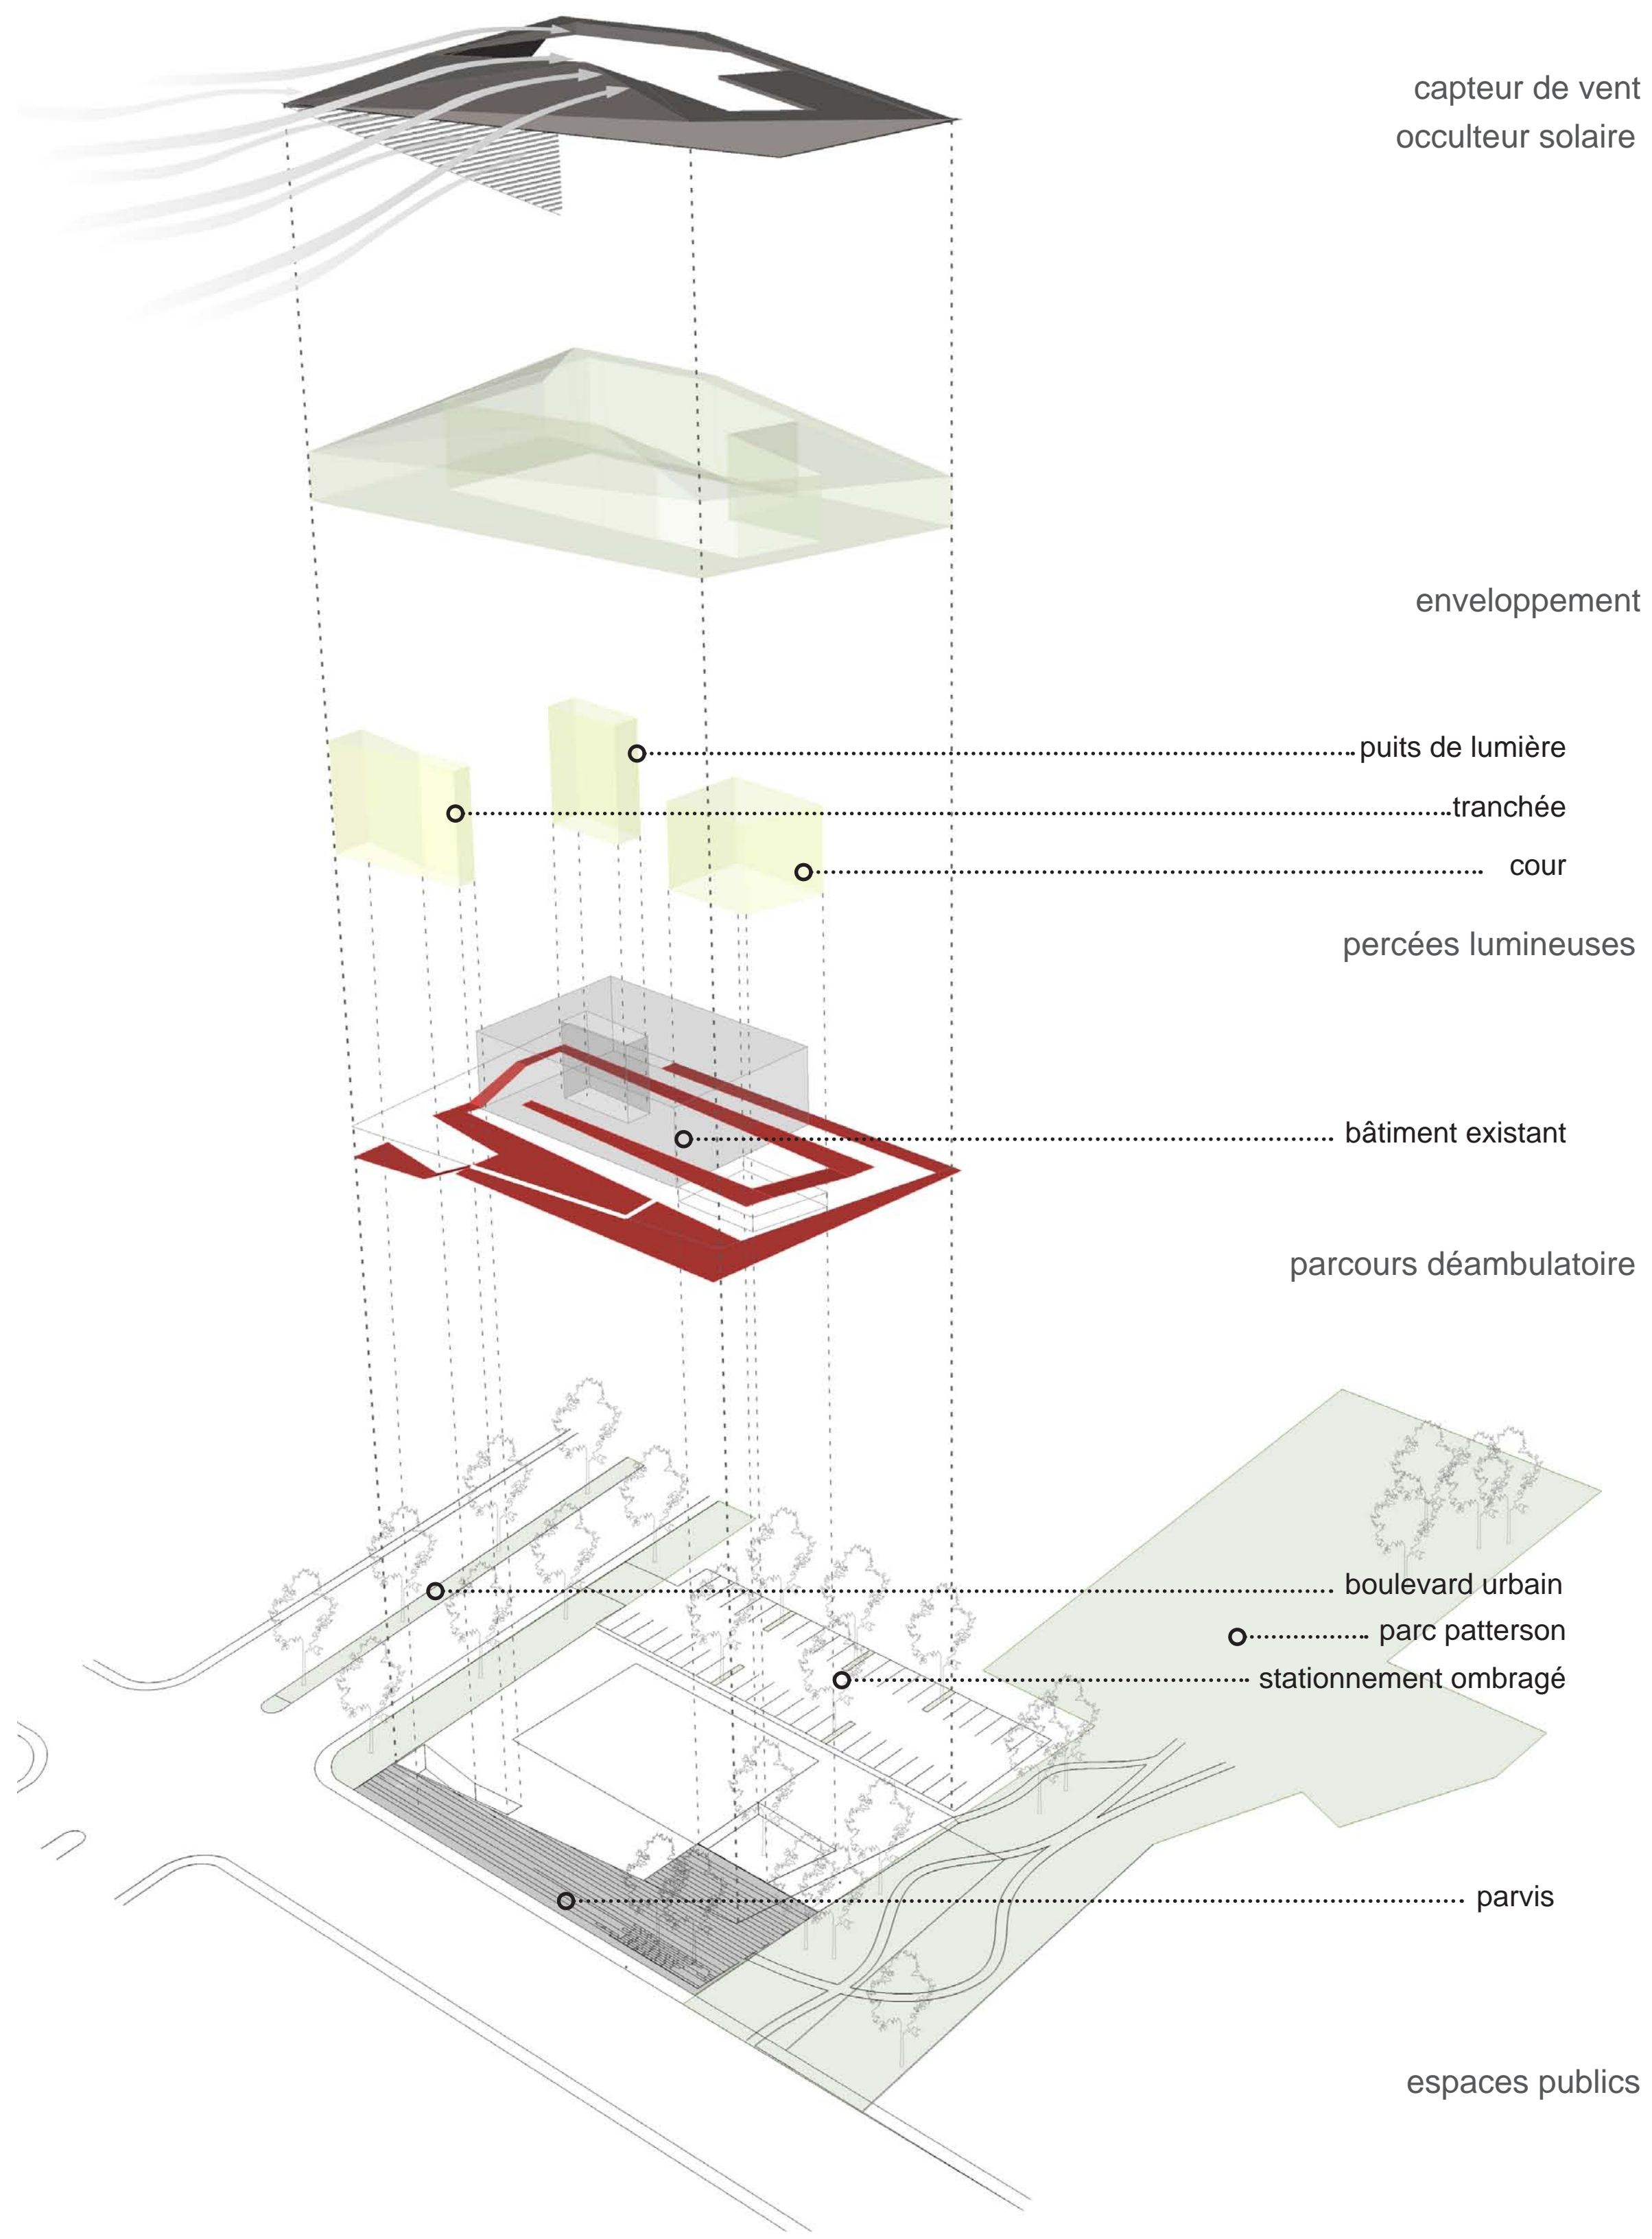 capteur de vent
occulteur solaire
enveloppement
puits de lumière
tranchée
cour
percées lumineuses
bâtiment existant
parcours déambulatoire
boulevard urbain
parc patterson
stationnement ombragé
parvis
espaces publics